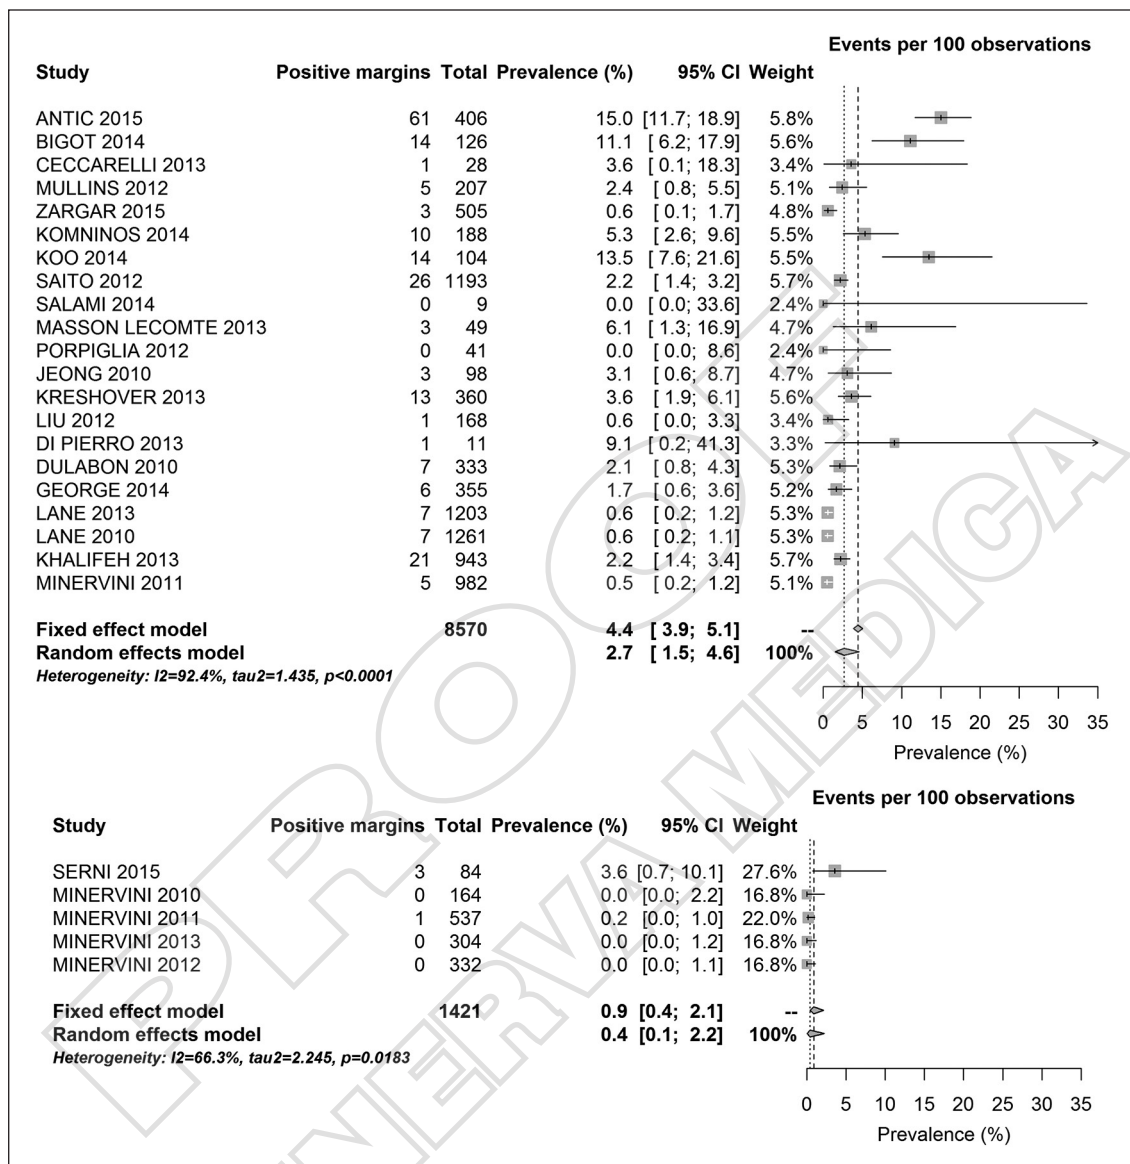 Events per 100 observations
Study Positive margins Total Prevalence (%) 95% CI Weight
ANTIC 2015 61 406 15.0 [11.7; 18.9] 5.8%
BIGOT 2014 14 126 11.1 [ 6.2; 17.9] 5.6%
CECCARELLI 2013 1 28 3.6 [ 0.1; 18.3] 3.4%
MULLINS 2012 5 207 2.4 [ 0.8; 5.5] 5.1%
ZARGAR 2015 3 505 0.6 [ 0.1; 1.7] 4.8%
KOMNINOS 2014 10 188 5.3 [ 2.6; 9.6] 5.5%
KOO 2014 14 104 13.5 [ 7.6; 21.6] 5.5%
SAITO 2012 26 1193 2.2 [ 1.4; 3.2] 5.7%
SALAMI 2014 0 9 0.0 [ 0.0; 33.6] 2.4%
MASSON LECOMTE 2013 3 49 6.1 [ 1.3; 16.9] 4.7%
PORPIGLIA 2012 0 41 0.0 [ 0.0; 8.6] 2.4%
JEONG 2010 3 98 3.1 [ 0.6; 8.7] 4.7%
KRESHOVER 2013 13 360 3.6 [ 1.9; 6.1] 5.6%
LIU 2012 1 168 0.6 [ 0.0; 3.3] 3.4%
DI PIERRO 2013 1 11 9.1 [ 0.2; 41.3] 3.3%
DULABON 2010 7 333 2.1 [ 0.8; 4.3] 5.3%
GEORGE 2014 6 355 1.7 [ 0.6; 3.6] 5.2%
LANE 2013 7 1203 0.6 [ 0.2; 1.2] 5.3%
LANE 2010 7 1261 0.6 [ 0.2; 1.1] 5.3%
KHALIFEH 2013 21 943 2.2 [ 1.4; 3.4] 5.7%
MINERVINI 2011 5 982 0.5 [ 0.2; 1.2] 5.1%
Fixed effect model 8570 4.4 [ 3.9; 5.1] --
Random effects model 2.7 [ 1.5; 4.6] 100%
Heterogeneity: I2=92.4%, tau2=1.435, p<0.0001
0 5 10 15 20 25 30 35
Prevalence (%)
Events per 100 observations
Study Positive margins Total Prevalence (%) 95% CI Weight
SERNI 2015 3 84 3.6 [0.7; 10.1] 27.6%
MINERVINI 2010 0 164 0.0 [0.0; 2.2] 16.8%
MINERVINI 2011 1 537 0.2 [0.0; 1.0] 22.0%
MINERVINI 2013 0 304 0.0 [0.0; 1.2] 16.8%
MINERVINI 2012 0 332 0.0 [0.0; 1.1] 16.8%
Fixed effect model 1421 0.9 [0.4; 2.1] --
Random effects model 0.4 [0.1; 2.2] 100%
Heterogeneity: I2=66.3%, tau2=2.245, p=0.0183
0 5 10 15 20 25 30 35
Prevalence (%)
PROOF
INERVA MEDICA